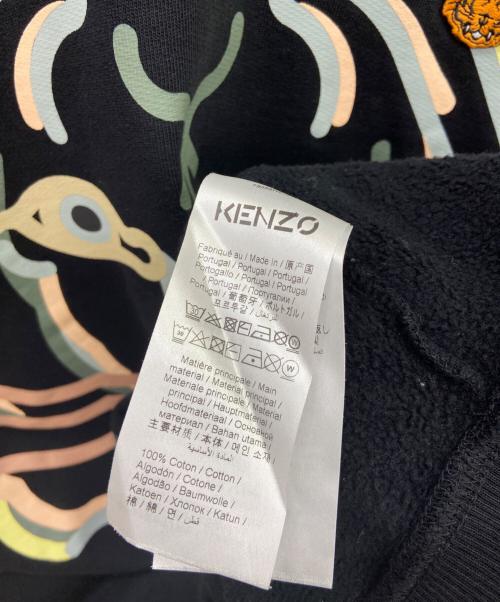 KENZO
Fabriqué au / Made in / 原产国
Portugal / Portugal / Portugal /
Portogallo / Portugal / Portugal
Portugal / Португалии /
Portugal / 葡萄牙 / ポルトガル /
포르투갈 / البرتغال
Matière principale / Main
material / Material principal /
Materiale principale / Material
principal / Hauptmaterial /
Hoofdmateriaal / Основной
материал / Bahan utama /
主要材质 / 本体 / 메인 소재 /
المادة الأساسية
100% Coton / Cotton /
Algodón / Cotone /
Algodão / Baumwolle /
Katoen / Хлопок / Katun /
棉 / 綿 / 면 / قطن